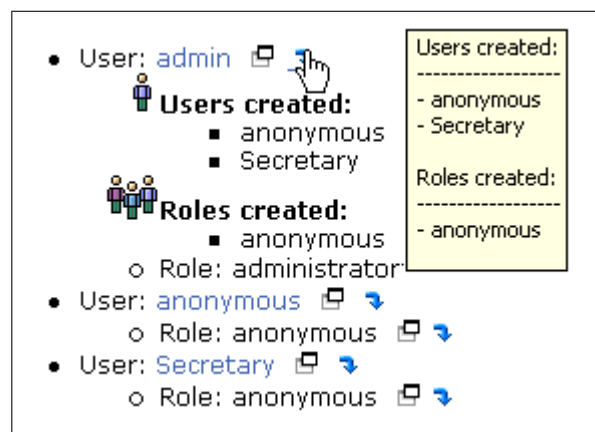 User: admin
Users created:
anonymous
Secretary
Roles created:
anonymous
Role: administrator
User: anonymous
Role: anonymous
User: Secretary
Role: anonymous
Users created:
------------------
- anonymous
- Secretary
Roles created:
------------------
- anonymous